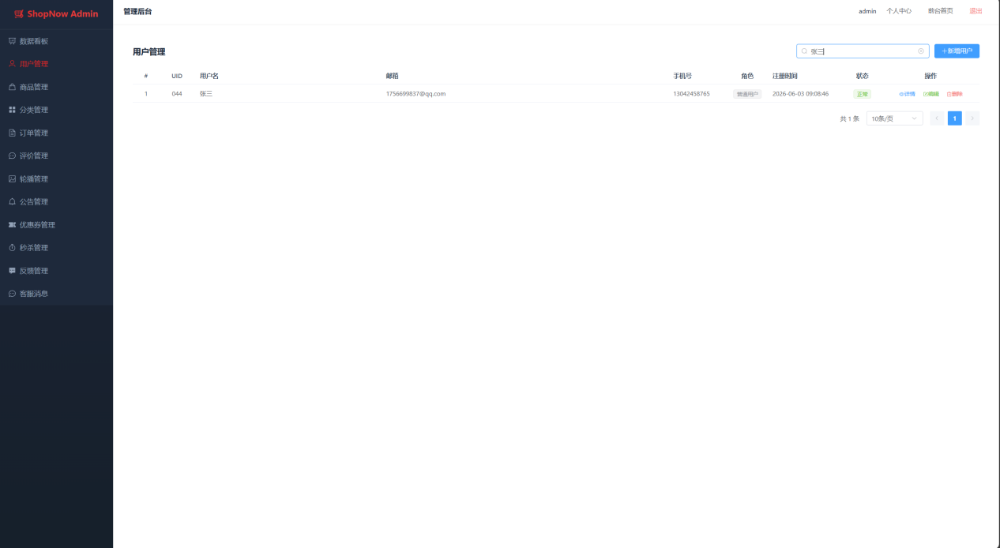 ShopNow Admin
管理后台
admin 个人中心 前台首页 退出
数据看板
用户管理
商品管理
分类管理
订单管理
评价管理
轮播管理
公告管理
优惠券管理
秒杀管理
反馈管理
客服消息
用户管理
张三
+新增用户
# UID 用户名 邮箱 手机号 角色 注册时间 状态 操作
1 044 张三 1756699837@qq.com 13042458765 普通用户 2026-06-03 09:08:46 正常 详情 编辑 删除
共 1 条 10条/页 1